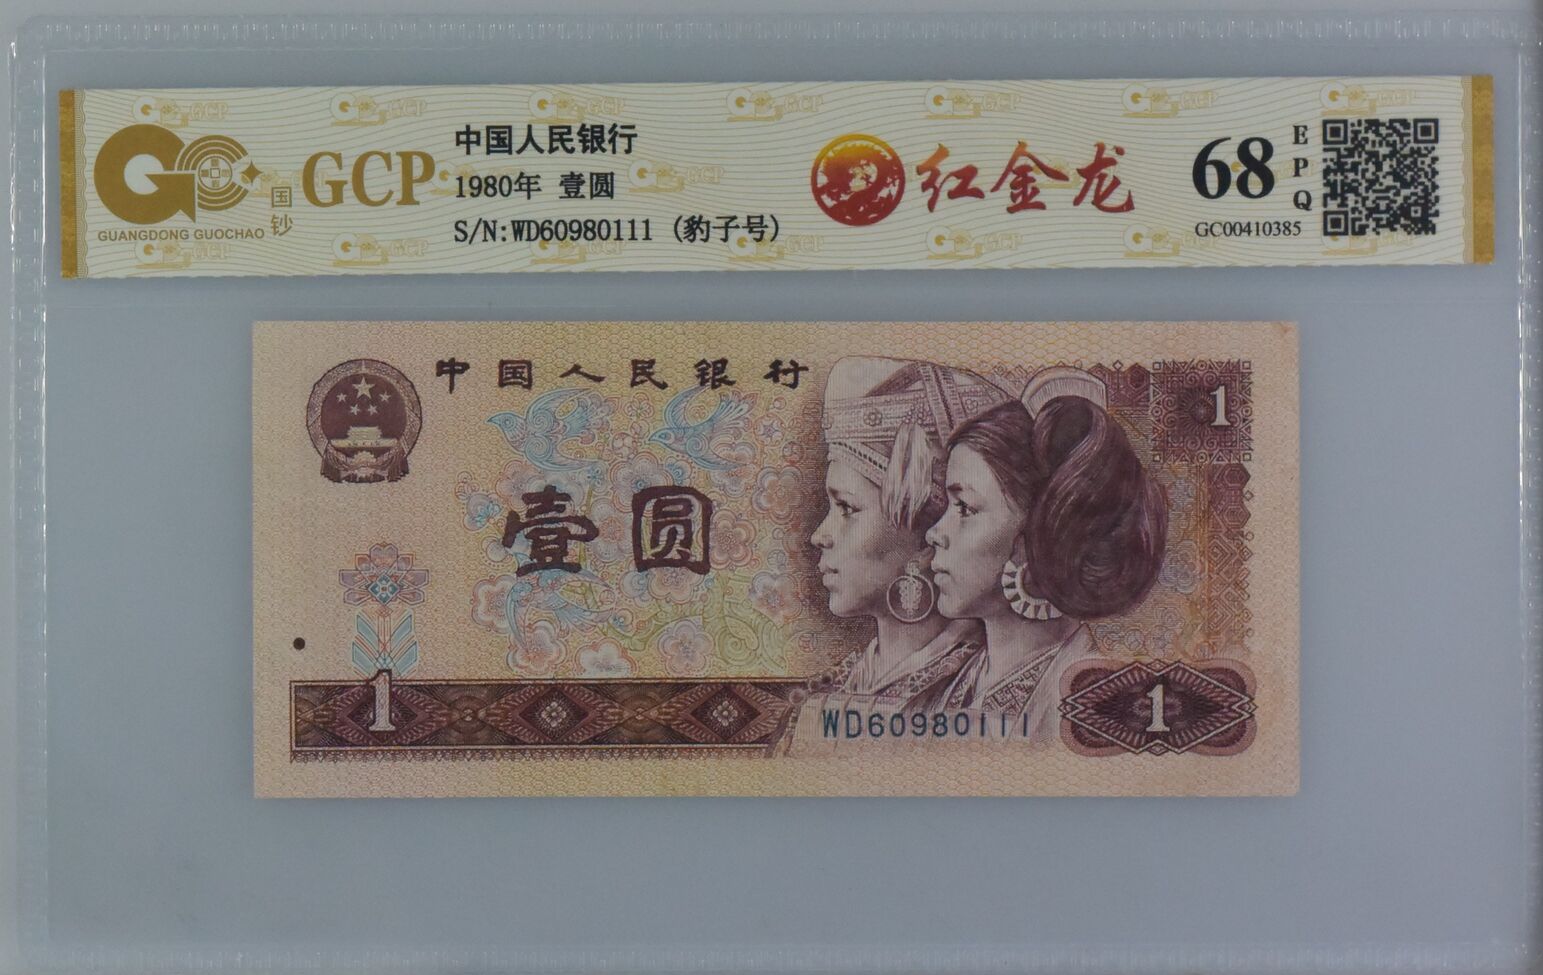 GUANGDONG GUOCHAO
国钞
GCP
中国人民银行
1980年 壹圆
S/N:WD60980111 (豹子号)
红金龙
68
EPQ
GC00410385
中国人民银行
1
壹圆
1
WD60980111
1